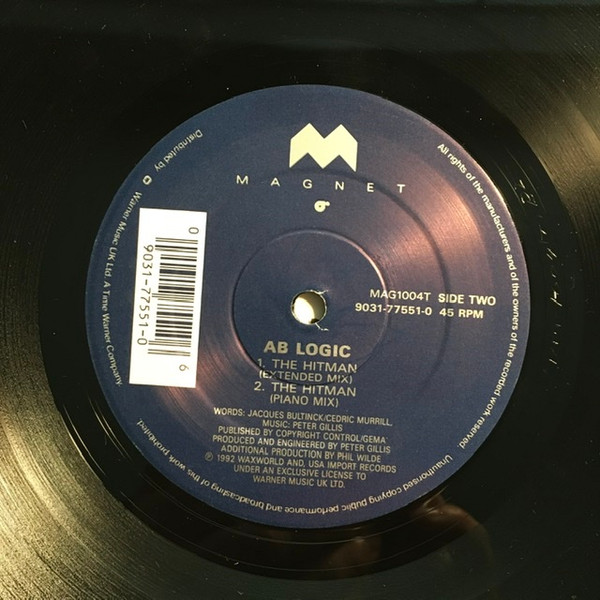 MAGNET
MAG1004T SIDE TWO
9031-77551-0 45 RPM
AB LOGIC
1. THE HITMAN
(EXTENDED MIX)
2. THE HITMAN
(PIANO MIX)
WORDS: JACQUES BULTINCK/CEDRIC MURRILL,
MUSIC: PETER GILLIS
PUBLISHED BY COPYRIGHT CONTROL/GEMA
PRODUCED AND ENGINEERED BY PETER GILLIS
ADDITIONAL PRODUCTION BY PHIL WILDE
℗ 1992 WAXWORLD AND, USA IMPORT RECORDS
UNDER AN EXCLUSIVE LICENSE TO
WARNER MUSIC UK LTD.
0
9031-77551-0
6
All rights of the manufacturers and of the owners of the recorded work reserved.
Unauthorised copying public performance and broadcasting of this work prohibited.
Distributed by Warner Music UK Ltd. A Time Warner Company.